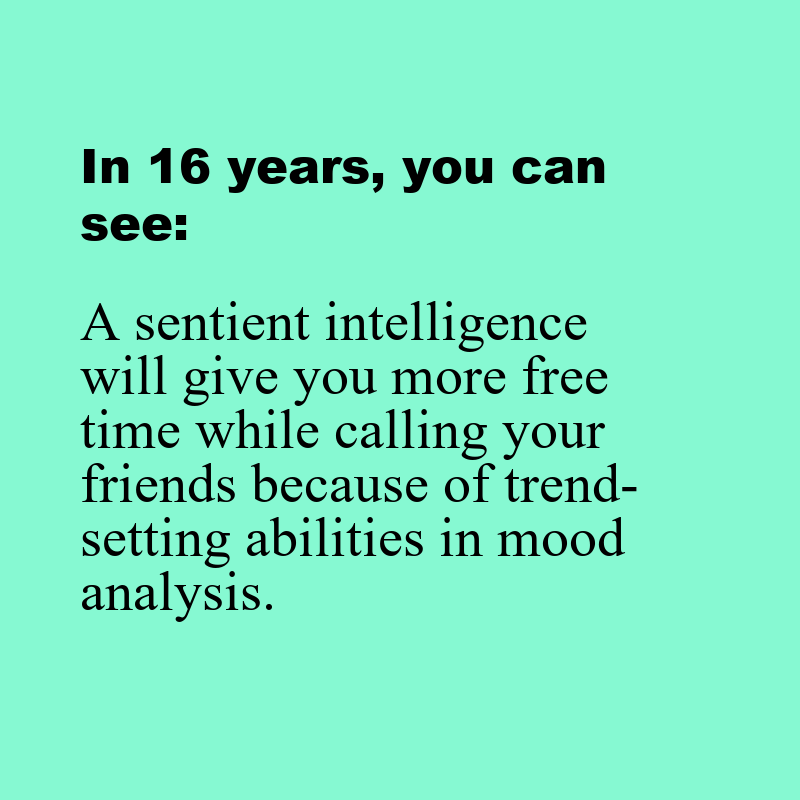 In 16 years, you can
see:
A sentient intelligence
will give you more free
time while calling your
friends because of trend-
setting abilities in mood
analysis.